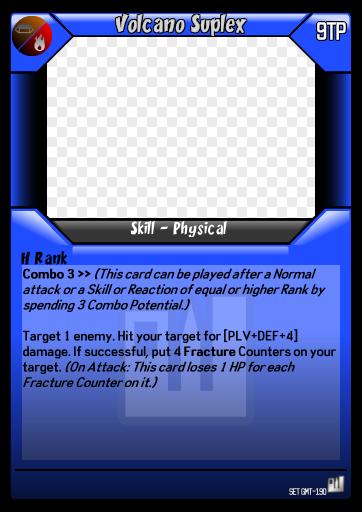 Volcano Suplex
9TP
Skill - Physical
H Rank
Combo 3 >> (This card can be played after a Normal
attack or a Skill or Reaction of equal or higher Rank by
spending 3 Combo Potential.)
Target 1 enemy. Hit your target for [PLV+DEF+4]
damage. If successful, put 4 Fracture Counters on your
target. (On Attack: This card loses 1 HP for each
Fracture Counter on it.)
SET GMT-190